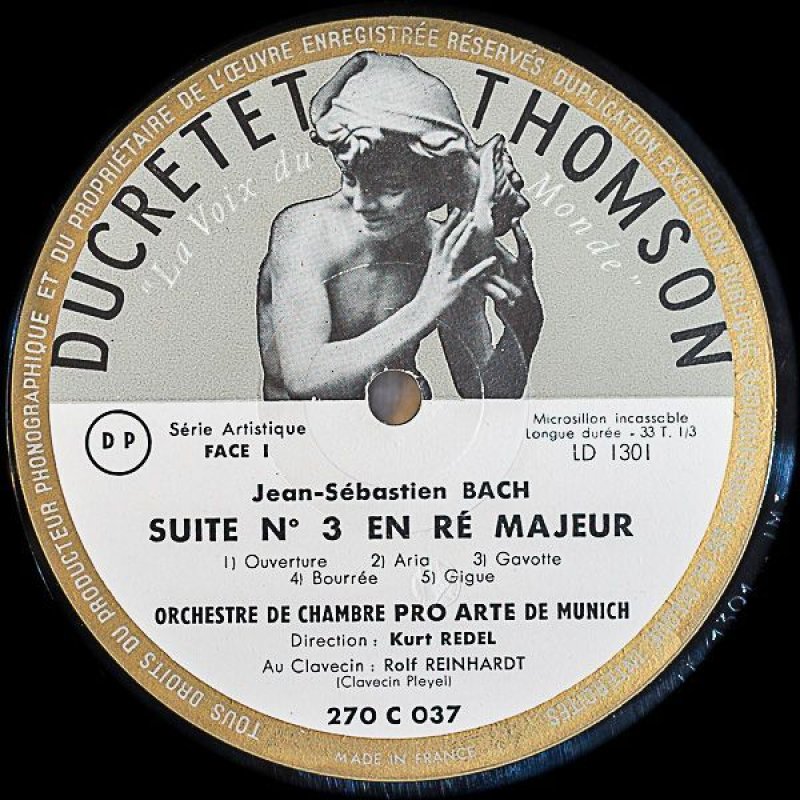 TOUS DROITS DU PRODUCTEUR PHONOGRAPHIQUE ET DU PROPRIÉTAIRE DE L'ŒUVRE ENREGISTRÉE RÉSERVÉS. DUPLICATION EXÉCUTION PUBLIQUE
DUCRETET THOMSON
"La Voix du Monde"
DP
Série Artistique
FACE I
Microsillon incassable
Longue durée - 33 T. 1/3
LD 1301
Jean-Sébastien BACH
SUITE N° 3 EN RÉ MAJEUR
1) Ouverture 2) Aria 3) Gavotte
4) Bourrée 5) Gigue
ORCHESTRE DE CHAMBRE PRO ARTE DE MUNICH
Direction : Kurt REDEL
Au Clavecin : Rolf REINHARDT
(Clavecin Pleyel)
270 C 037
MADE IN FRANCE